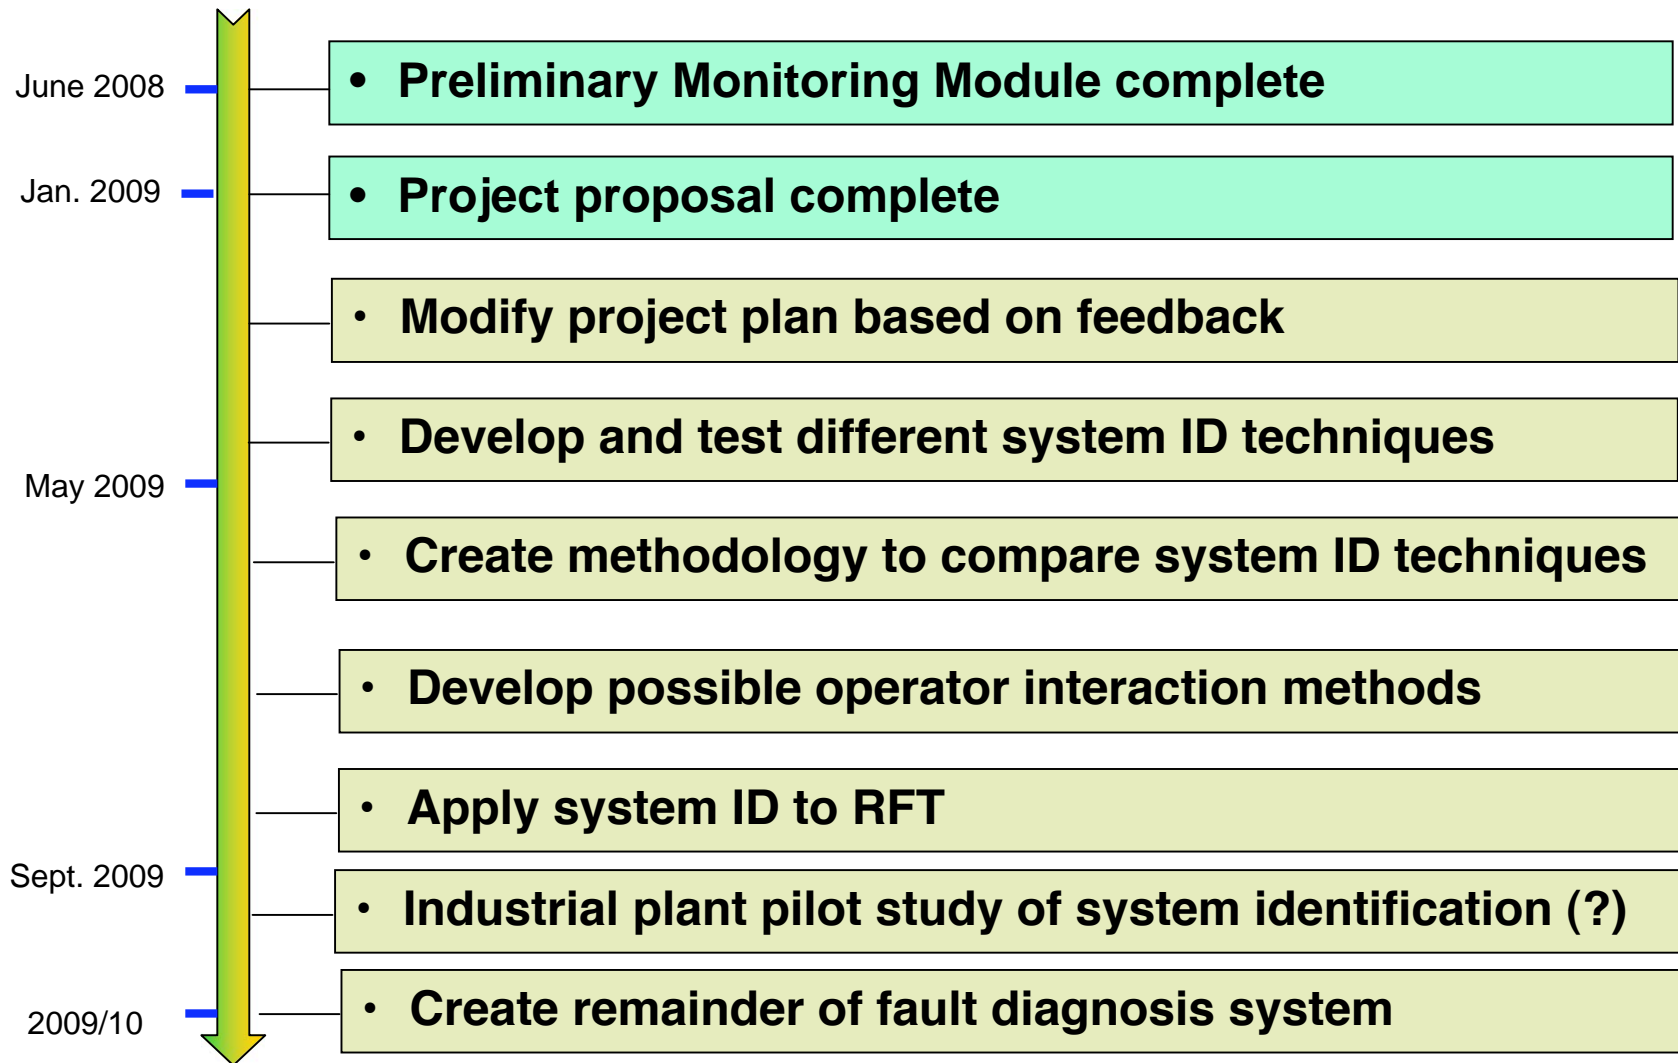 June 2008
• Preliminary Monitoring Module complete
Jan. 2009
• Project proposal complete
• Modify project plan based on feedback
• Develop and test different system ID techniques
May 2009
• Create methodology to compare system ID techniques
• Develop possible operator interaction methods
• Apply system ID to RFT
Sept. 2009
• Industrial plant pilot study of system identification (?)
• Create remainder of fault diagnosis system
2009/10